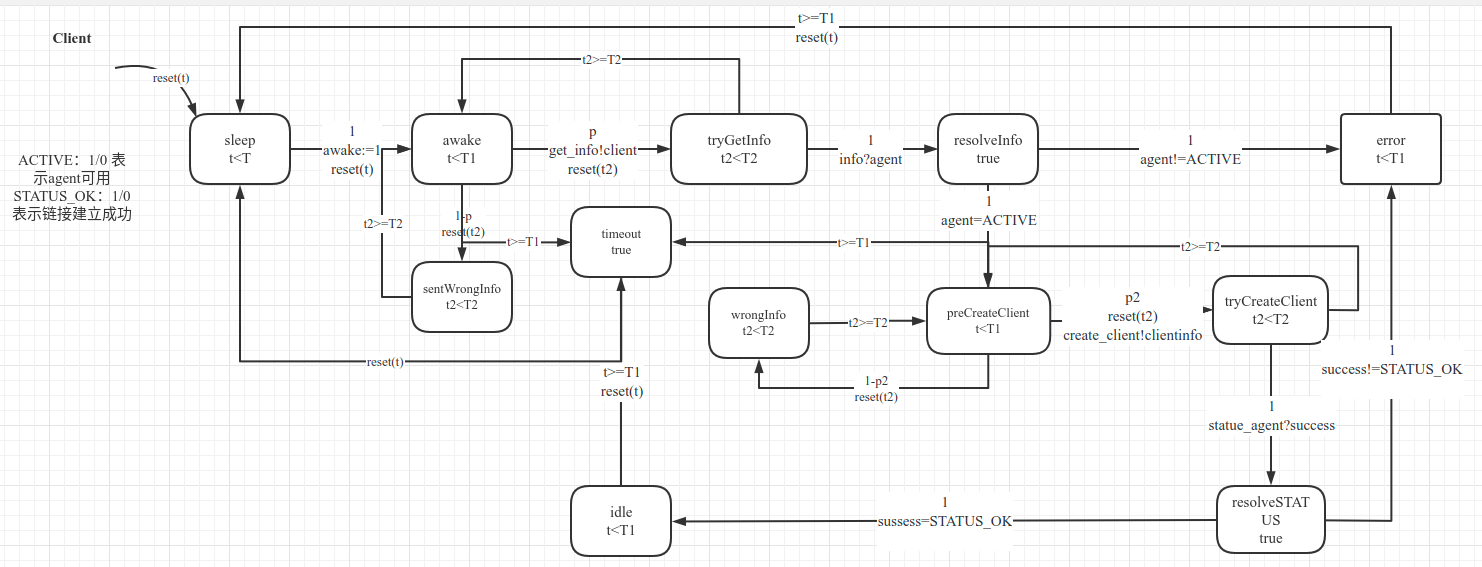 t>=T1
reset(t)
Client
t2>=T2
reset(t)
sleep
t<T
1
awake:=1
reset(t)
awake
t<T1
p
get_info!client
reset(t2)
tryGetInfo
t2<T2
1
info?agent
resolveInfo
true
1
agent!=ACTIVE
error
t<T1
ACTIVE：1/0 表
示agent可用
STATUS_OK：1/0
表示链接建立成功
t2>=T2
1-p
reset(t2)
t>=T1
timeout
true
t>=T1
1
agent=ACTIVE
t2>=T2
sentWrongInfo
t2<T2
wrongInfo
t2<T2
t2>=T2
preCreateClient
t<T1
p2
reset(t2)
create_client!clientinfo
tryCreateClient
t2<T2
reset(t)
t>=T1
reset(t)
1-p2
reset(t2)
1
success!=STATUS_OK
1
statue_agent?success
idle
t<T1
1
sussess=STATUS_OK
resolveSTAT
US
true